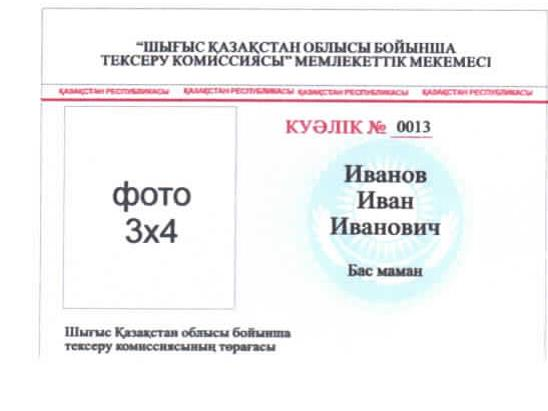 “ШЫҒЫС ҚАЗАҚСТАН ОБЛЫСЫ БОЙЫНША
ТЕКСЕРУ КОМИССИЯСЫ” МЕМЛЕКЕТТІК МЕКЕМЕСІ
ҚАЗАҚСТАН РЕСПУБЛИКАСЫ ҚАЗАҚСТАН РЕСПУБЛИКАСЫ ҚАЗАҚСТАН РЕСПУБЛИКАСЫ ҚАЗАҚСТАН РЕСПУБЛИКАСЫ
КУӘЛІК № 0013
фото
3х4
Иванов
Иван
Иванович
Бас маман
Шығыс Қазақстан облысы бойынша
тексеру комиссиясының төрағасы